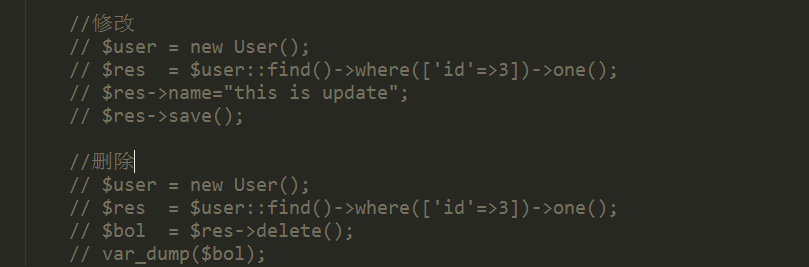 //修改
// $user = new User();
// $res  = $user::find()->where(['id'=>3])->one();
// $res->name="this is update";
// $res->save();
//删除
// $user = new User();
// $res  = $user::find()->where(['id'=>3])->one();
// $bol  = $res->delete();
// var_dump($bol);